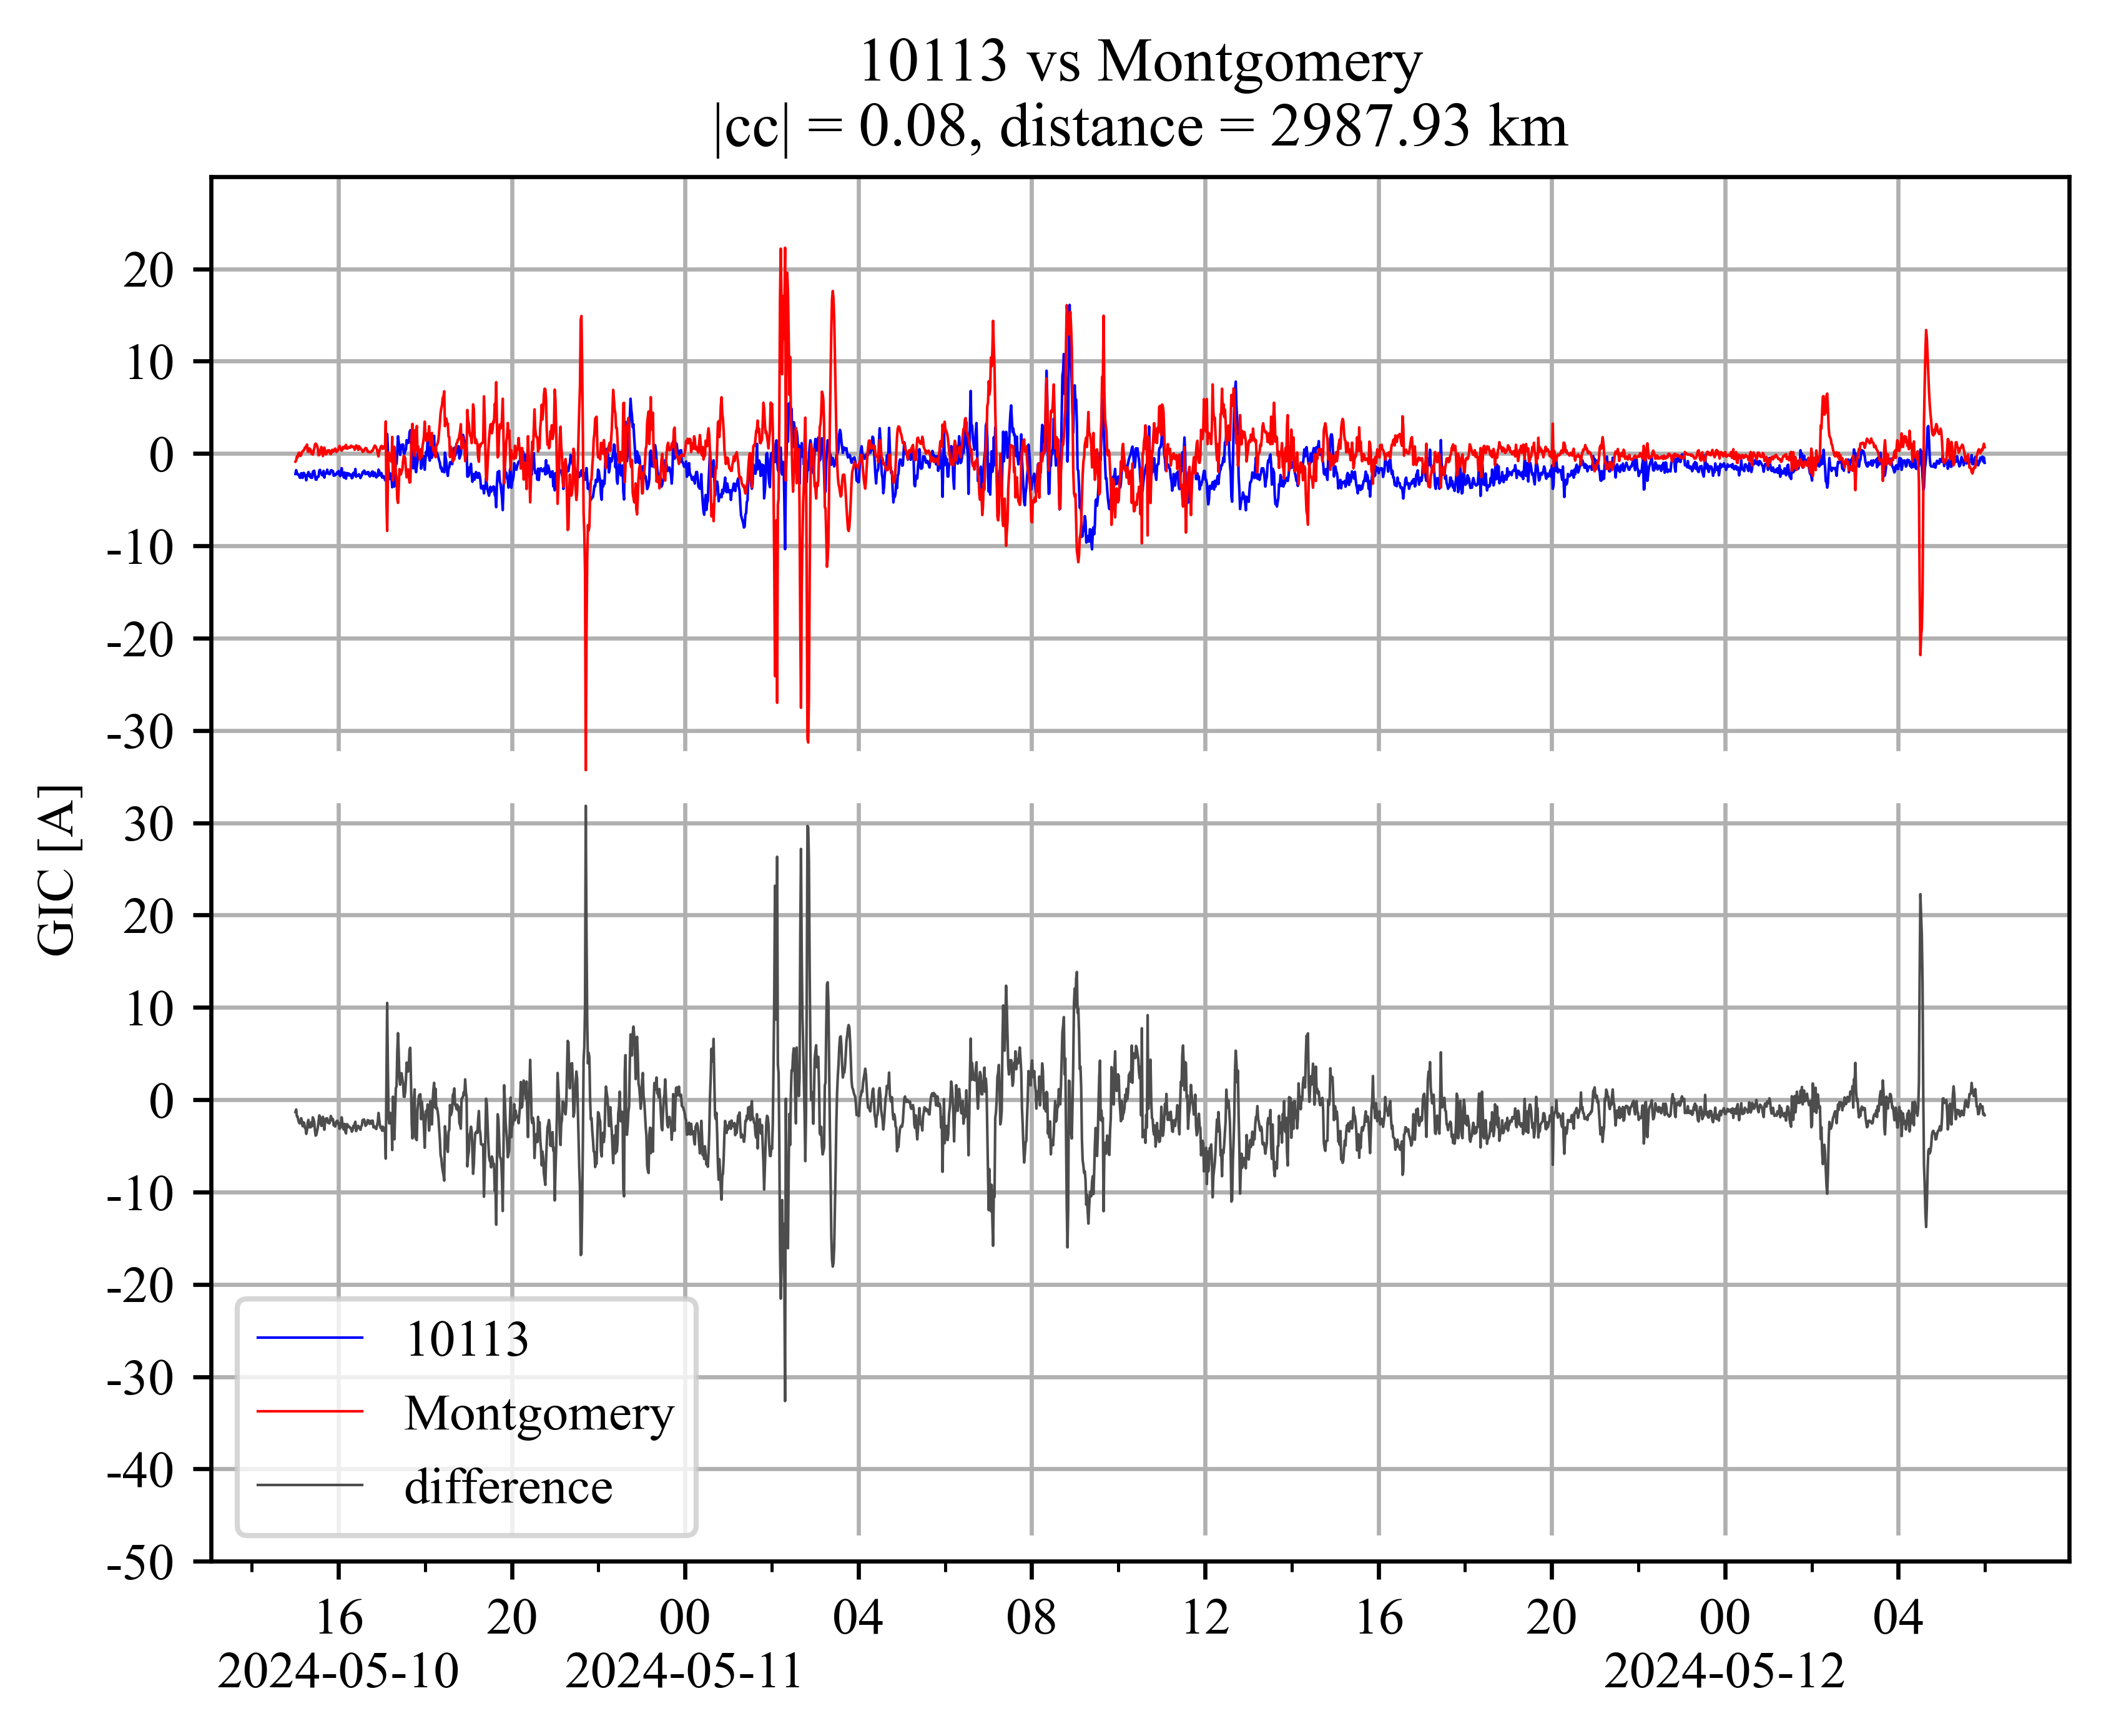 10113 vs Montgomery
|cc| = 0.08, distance = 2987.93 km
GIC [A]
20
10
0
-10
-20
-30
30
20
10
0
-10
-20
-30
-40
-50
10113
Montgomery
difference
16 20 00 04 08 12 16 20 00 04
2024-05-10 2024-05-11 2024-05-12